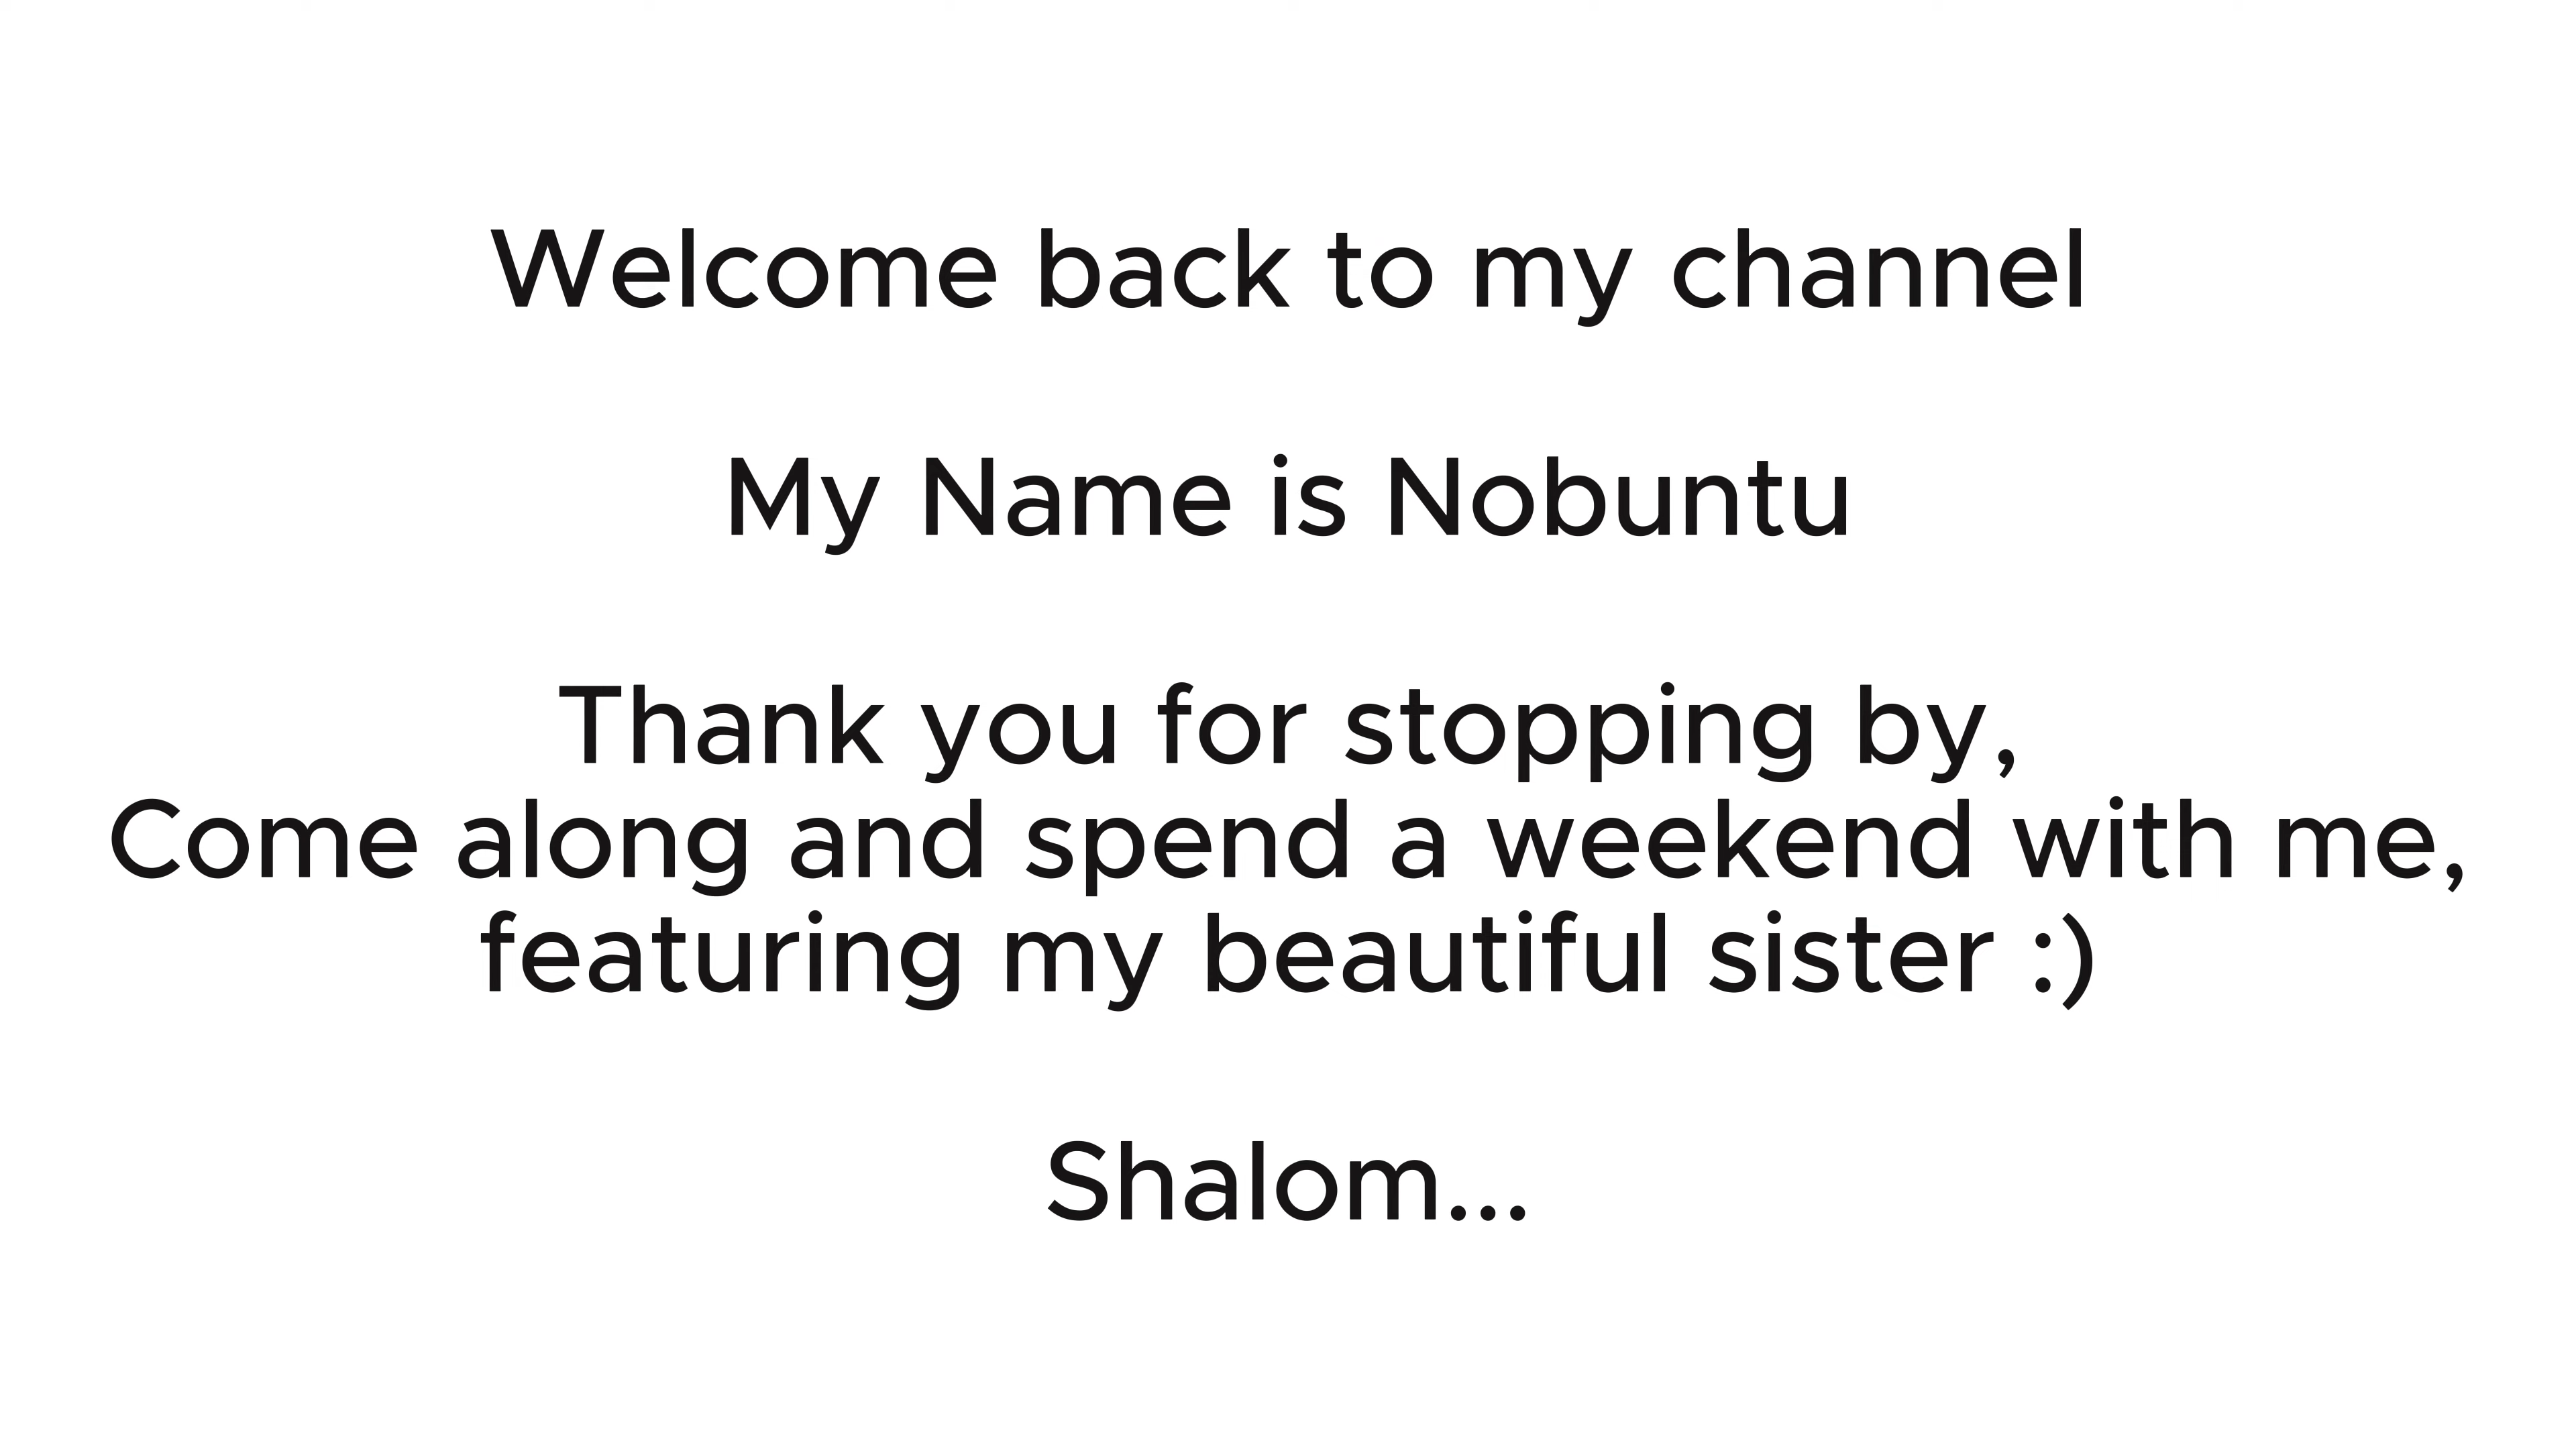 Welcome back to my channel
My Name is Nobuntu
Thank you for stopping by,
Come along and spend a weekend with me,
featuring my beautiful sister :)
Shalom...